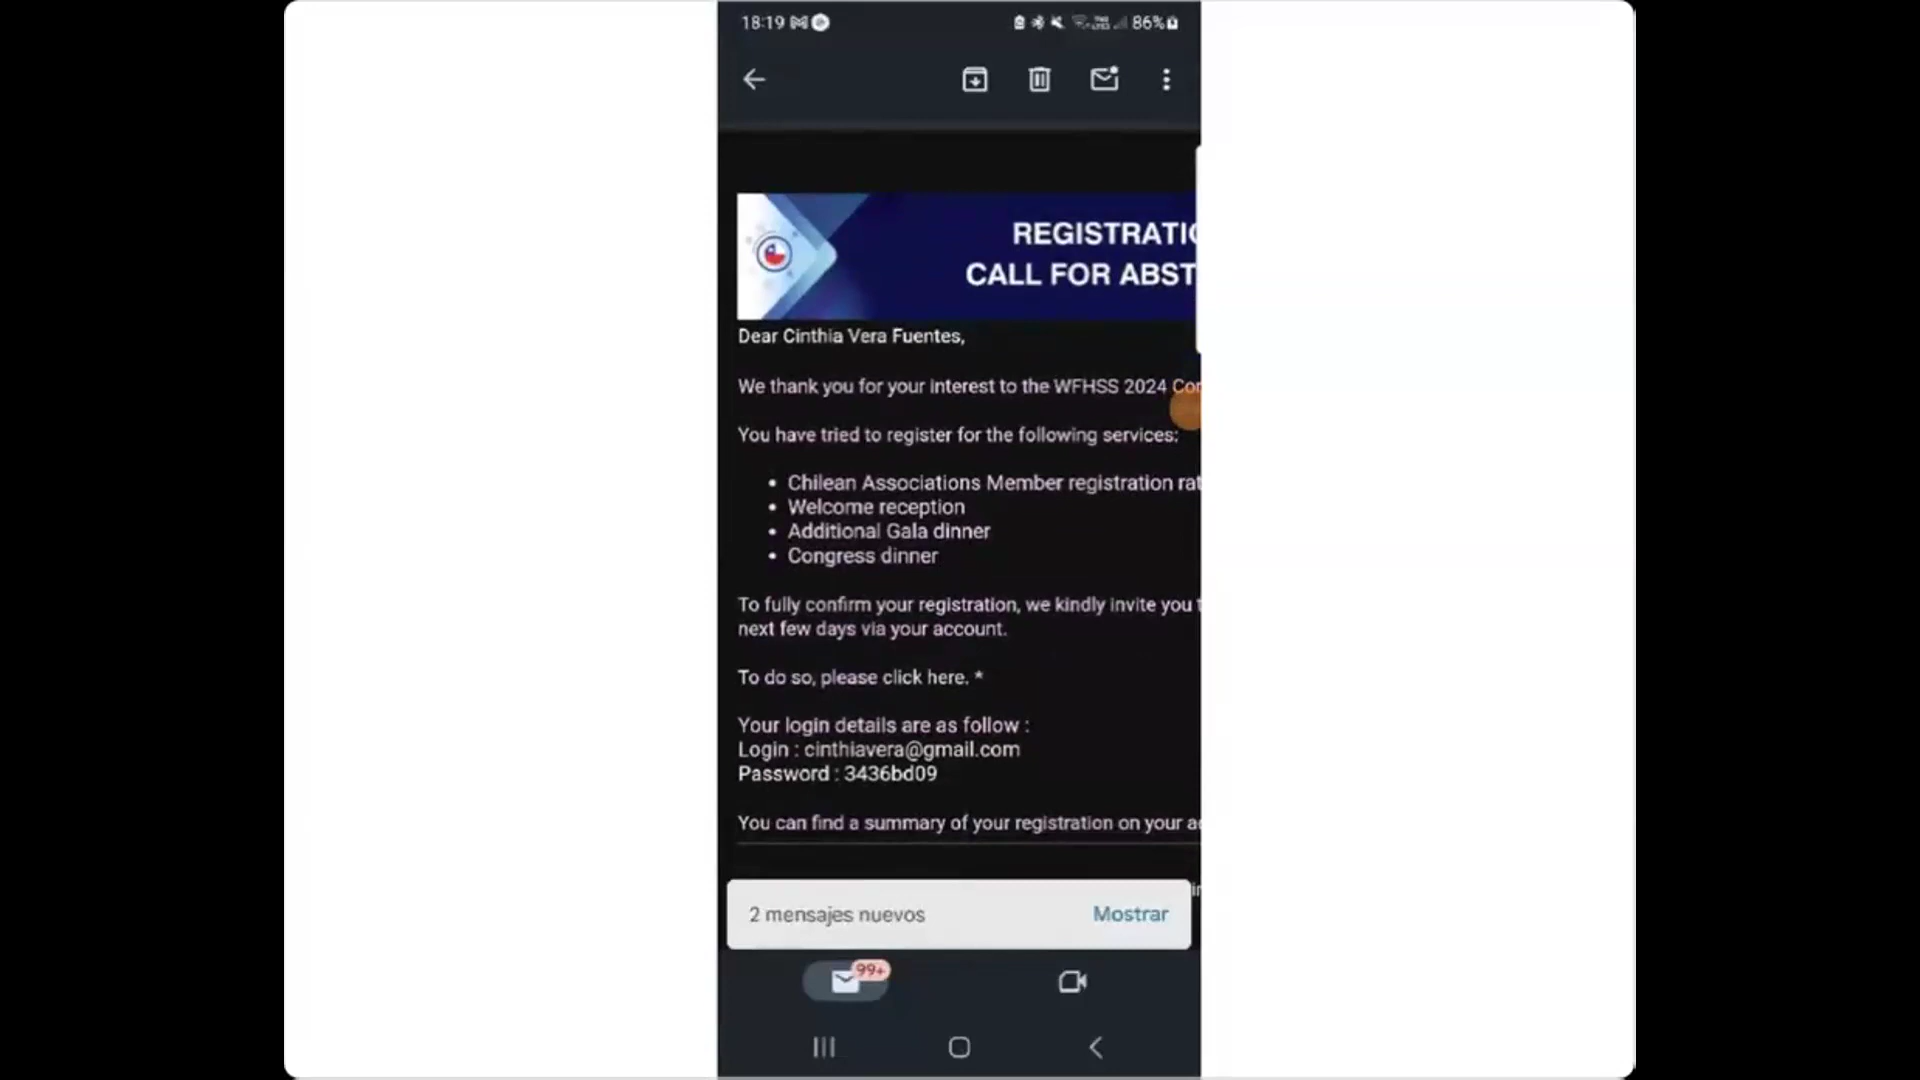 18:19 86%
REGISTRATIO
CALL FOR ABST
Dear Cinthia Vera Fuentes,
We thank you for your interest to the WFHSS 2024 Con
You have tried to register for the following services:
• Chilean Associations Member registration rat
• Welcome reception
• Additional Gala dinner
• Congress dinner
To fully confirm your registration, we kindly invite you t
next few days via your account.
To do so, please click here. *
Your login details are as follow :
Login : cinthiavera@gmail.com
Password : 3436bd09
You can find a summary of your registration on your ac
2 mensajes nuevos Mostrar
99+